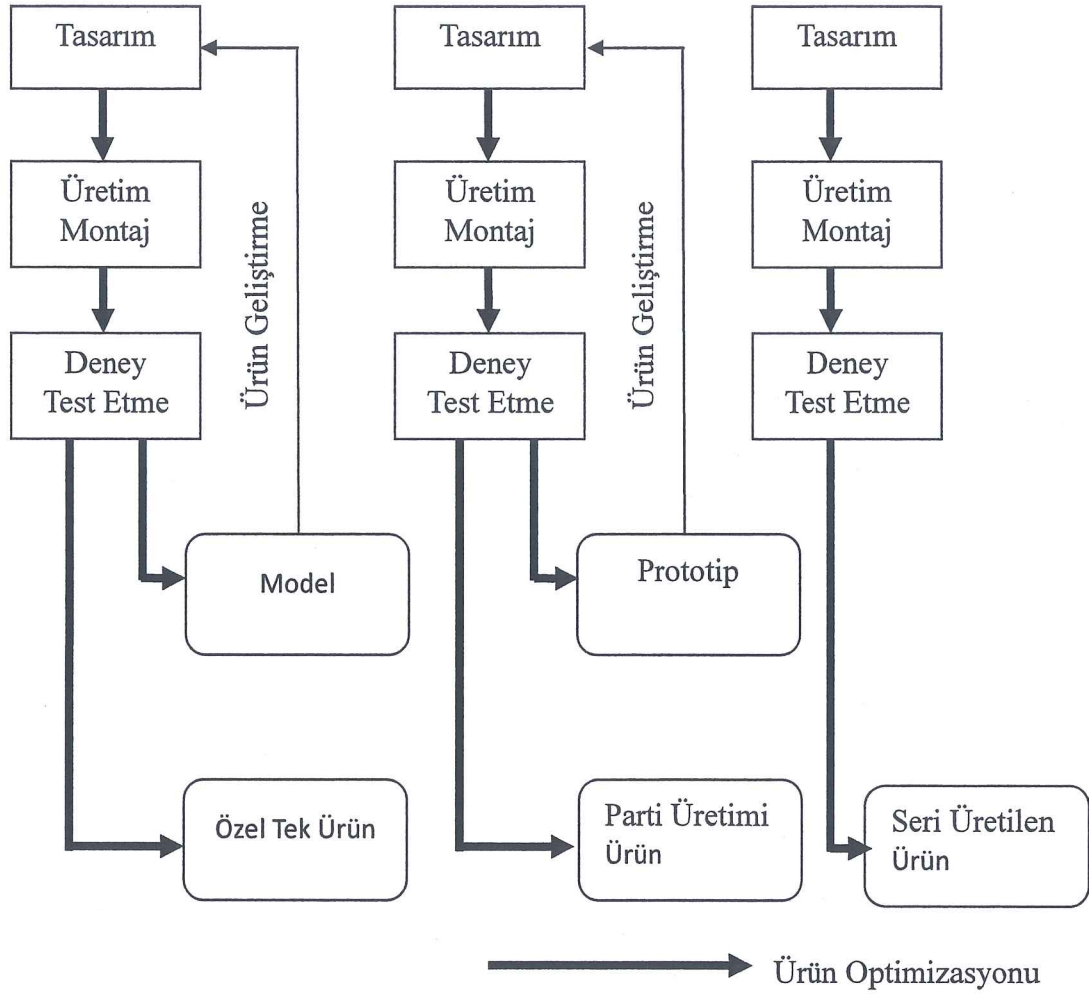 Tasarım
Tasarım
Tasarım
Üretim
Montaj
Üretim
Montaj
Üretim
Montaj
Ürün Geliştirme
Ürün Geliştirme
Deney
Test Etme
Deney
Test Etme
Deney
Test Etme
Model
Prototip
Özel Tek Ürün
Parti Üretimi
Ürün
Seri Üretilen
Ürün
Ürün Optimizasyonu